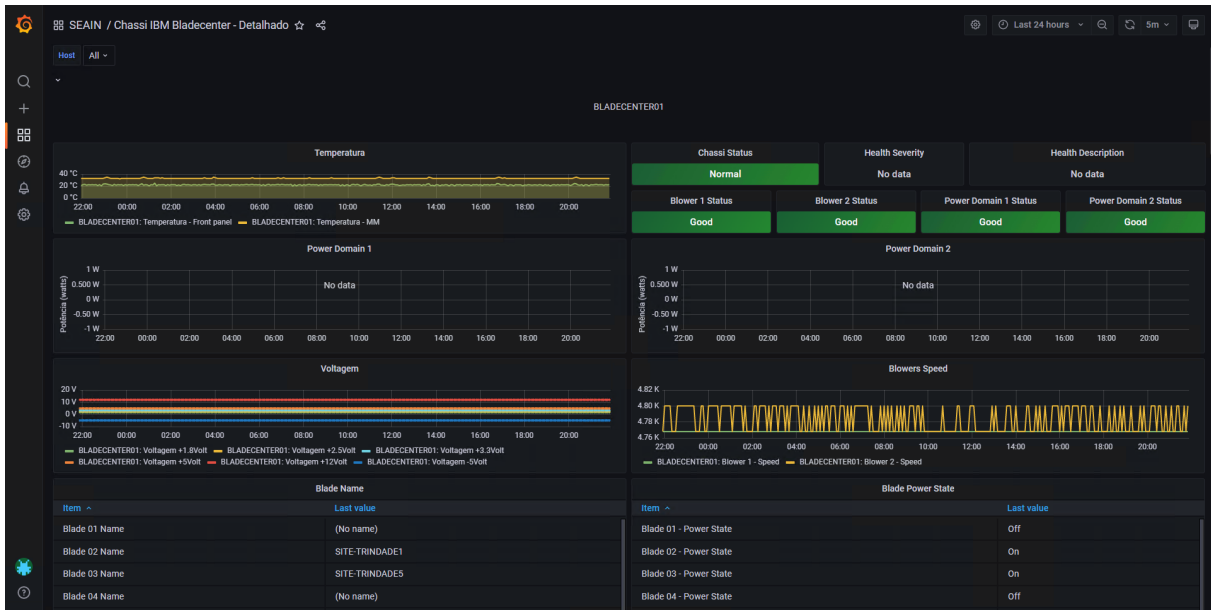 SEAIN / Chassi IBM Bladecenter - Detalhado
Last 24 hours
5m
Host All
BLADECENTER01
Temperatura
40 °C
20 °C
0 °C
22:00 00:00 02:00 04:00 06:00 08:00 10:00 12:00 14:00 16:00 18:00 20:00
BLADECENTER01: Temperatura - Front panel BLADECENTER01: Temperatura - MM
Chassi Status
Normal
Health Severity
No data
Health Description
No data
Blower 1 Status
Good
Blower 2 Status
Good
Power Domain 1 Status
Good
Power Domain 2 Status
Good
Power Domain 1
Potência (watts)
1 W
0.500 W
0 W
-0.50 W
-1 W
No data
22:00 00:00 02:00 04:00 06:00 08:00 10:00 12:00 14:00 16:00 18:00 20:00
Power Domain 2
Potência (watts)
1 W
0.500 W
0 W
-0.50 W
-1 W
No data
22:00 00:00 02:00 04:00 06:00 08:00 10:00 12:00 14:00 16:00 18:00 20:00
Voltagem
20 V
10 V
0 V
-10 V
22:00 00:00 02:00 04:00 06:00 08:00 10:00 12:00 14:00 16:00 18:00 20:00
BLADECENTER01: Voltagem +1.8Volt BLADECENTER01: Voltagem +2.5Volt BLADECENTER01: Voltagem +3.3Volt
BLADECENTER01: Voltagem +5Volt BLADECENTER01: Voltagem +12Volt BLADECENTER01: Voltagem -5Volt
Blowers Speed
4.82 K
4.80 K
4.78 K
4.76 K
22:00 00:00 02:00 04:00 06:00 08:00 10:00 12:00 14:00 16:00 18:00 20:00
BLADECENTER01: Blower 1 - Speed BLADECENTER01: Blower 2 - Speed
Blade Name
Item Last value
Blade 01 Name (No name)
Blade 02 Name SITE-TRINDADE1
Blade 03 Name SITE-TRINDADE5
Blade 04 Name (No name)
Blade Power State
Item Last value
Blade 01 - Power State Off
Blade 02 - Power State On
Blade 03 - Power State On
Blade 04 - Power State Off